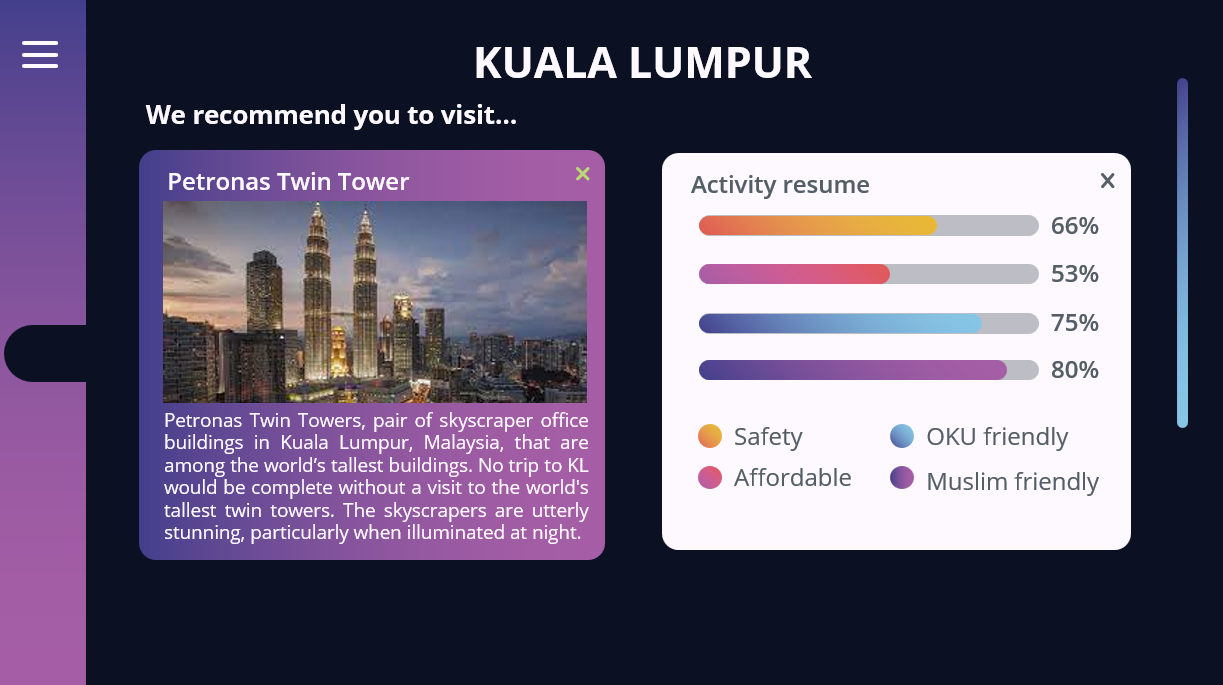 KUALA LUMPUR
We recommend you to visit...
Petronas Twin Tower
Petronas Twin Towers, pair of skyscraper office
buildings in Kuala Lumpur, Malaysia, that are
among the world’s tallest buildings. No trip to KL
would be complete without a visit to the world's
tallest twin towers. The skyscrapers are utterly
stunning, particularly when illuminated at night.
Activity resume
66%
53%
75%
80%
Safety
OKU friendly
Affordable
Muslim friendly